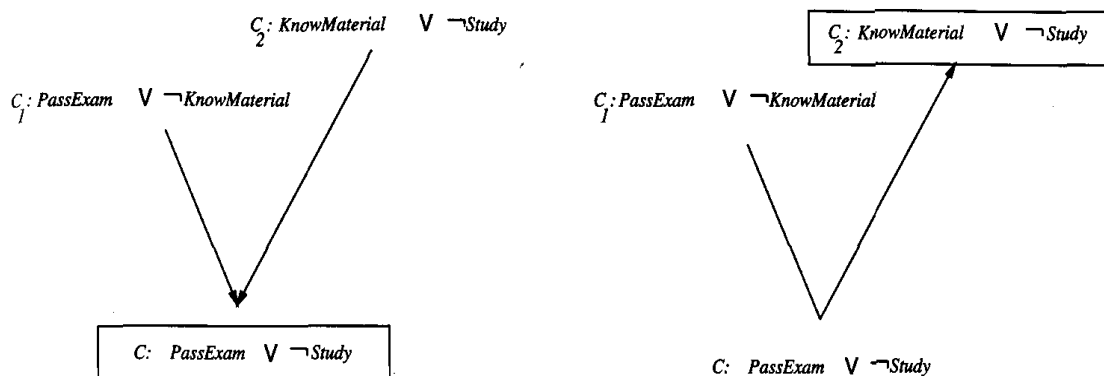 C₂: KnowMaterial V ¬Study
C₁: PassExam V ¬KnowMaterial
C: PassExam V ¬Study
C₂: KnowMaterial V ¬Study
C₁: PassExam V ¬KnowMaterial
C: PassExam V ¬Study